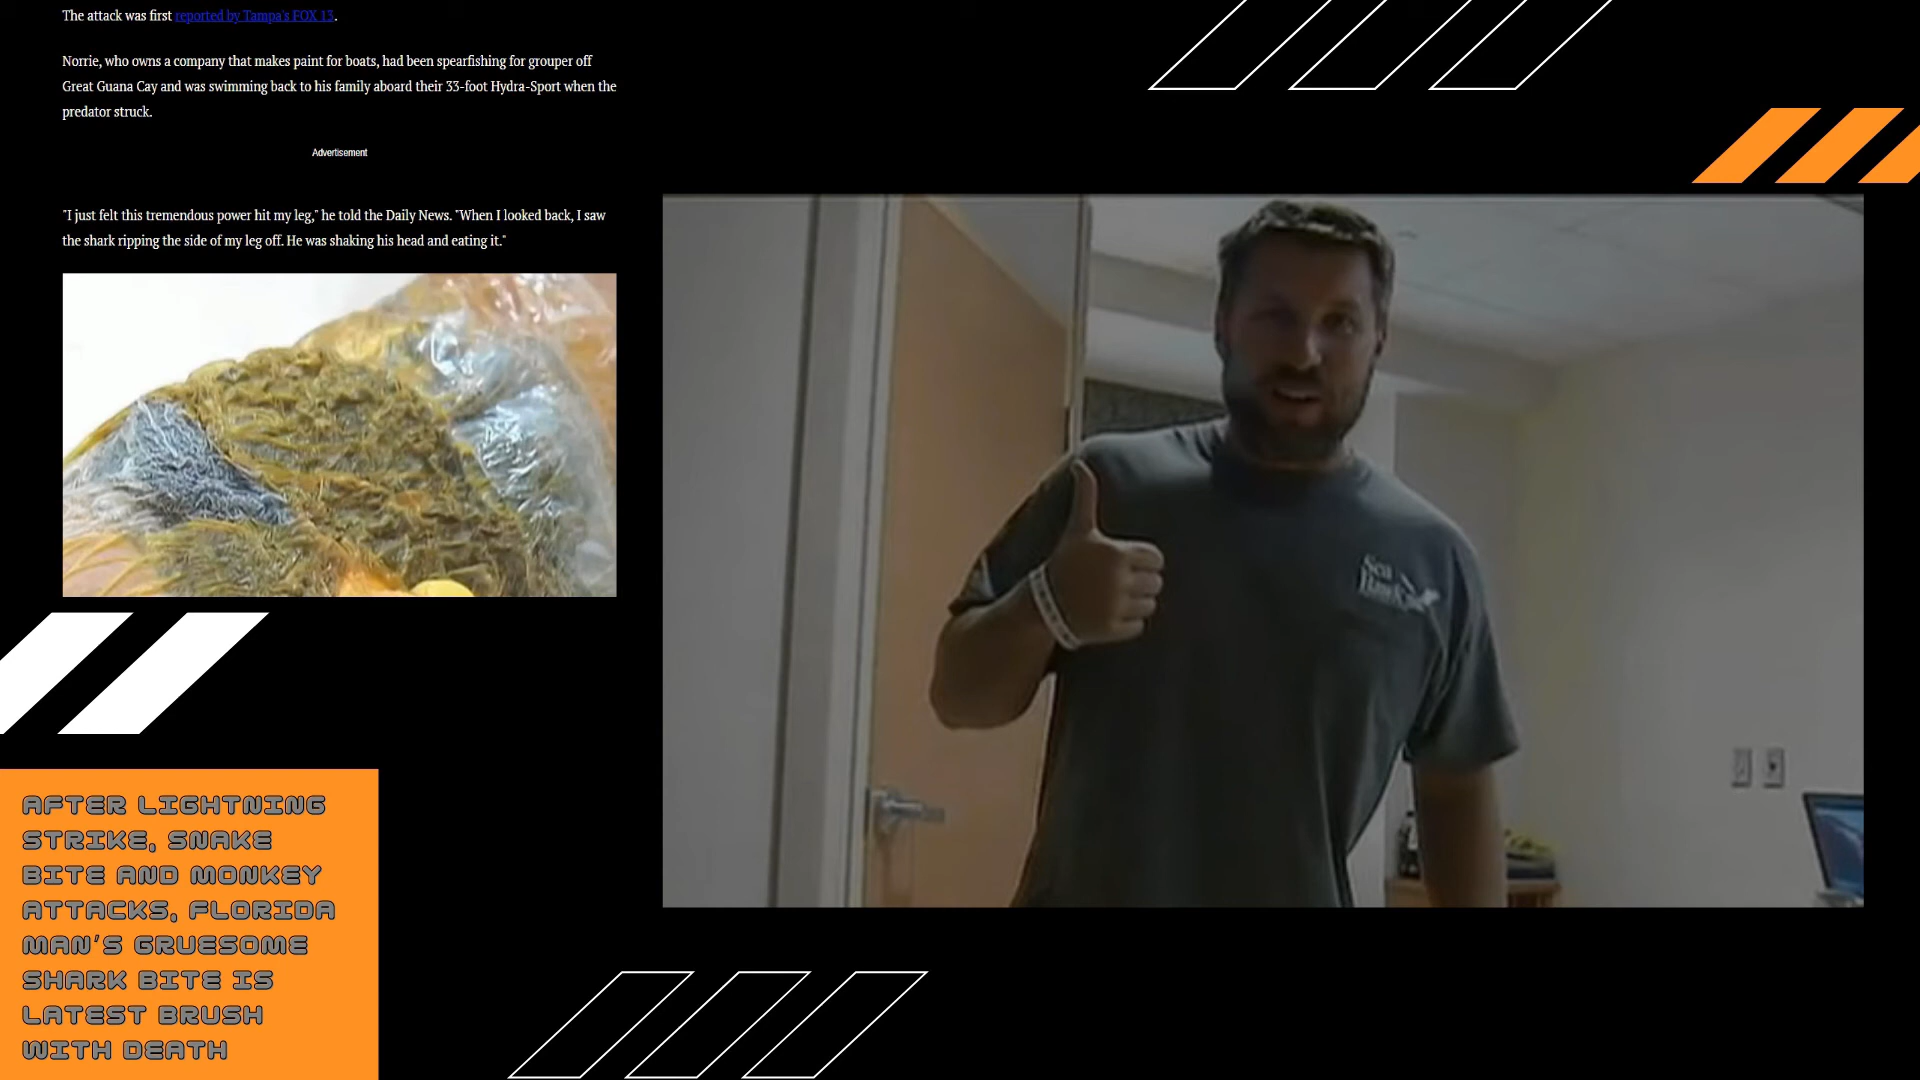 The attack was first reported by Tampa's FOX 13.
Norrie, who owns a company that makes paint for boats, had been spearfishing for grouper off
Great Guana Cay and was swimming back to his family aboard their 33-foot Hydra-Sport when the
predator struck.
Advertisement
"I just felt this tremendous power hit my leg," he told the Daily News. "When I looked back, I saw
the shark ripping the side of my leg off. He was shaking his head and eating it."
Sea
AFTER LIGHTNING
STRIKE, SNAKE
BITE AND MONKEY
ATTACKS, FLORIDA
MAN'S GRUESOME
SHARK BITE IS
LATEST BRUSH
WITH DEATH